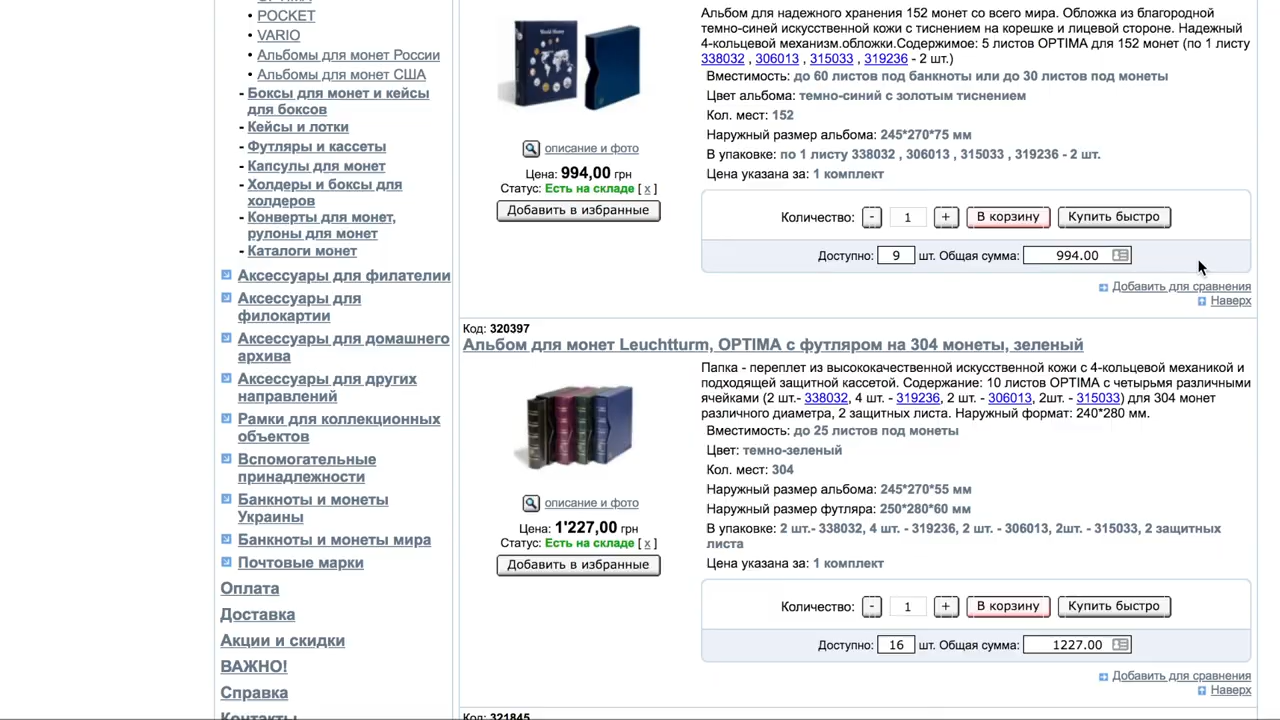 OPTIMA
• POCKET
• VARIO
• Альбомы для монет России
• Альбомы для монет США
- Боксы для монет и кейсы
для боксов
- Кейсы и лотки
- Футляры и кассеты
- Капсулы для монет
- Холдеры и боксы для
холдеров
- Конверты для монет,
рулоны для монет
- Каталоги монет
Аксессуары для филателии
Аксессуары для
филокартии
Аксессуары для домашнего
архива
Аксессуары для других
направлений
Рамки для коллекционных
объектов
Вспомогательные
принадлежности
Банкноты и монеты
Украины
Банкноты и монеты мира
Почтовые марки
Оплата
Доставка
Акции и скидки
ВАЖНО!
Справка
Контакты
World Money
описание и фото
Цена: 994,00 грн
Статус: Есть на складе [ x ]
Добавить в избранные
Альбом для надежного хранения 152 монет со всего мира. Обложка из благородной
темно-синей искусственной кожи с тиснением на корешке и лицевой стороне. Надежный
4-кольцевой механизм.обложки.Содержимое: 5 листов OPTIMA для 152 монет (по 1 листу
338032 , 306013 , 315033 , 319236 - 2 шт.)
Вместимость: до 60 листов под банкноты или до 30 листов под монеты
Цвет альбома: темно-синий с золотым тиснением
Кол. мест: 152
Наружный размер альбома: 245*270*75 мм
В упаковке: по 1 листу 338032 , 306013 , 315033 , 319236 - 2 шт.
Цена указана за: 1 комплект
Количество: - 1 + В корзину Купить быстро
Доступно: 9 шт. Общая сумма: 994.00
Добавить для сравнения
Наверх
Код: 320397
Альбом для монет Leuchtturm, OPTIMA с футляром на 304 монеты, зеленый
описание и фото
Цена: 1'227,00 грн
Статус: Есть на складе [ x ]
Добавить в избранные
Папка - переплет из высококачественной искусственной кожи с 4-кольцевой механикой и
подходящей защитной кассетой. Содержание: 10 листов OPTIMA с четырьмя различными
ячейками (2 шт.- 338032, 4 шт. - 319236, 2 шт. - 306013, 2шт. - 315033) для 304 монет
различного диаметра, 2 защитных листа. Наружный формат: 240*280 мм.
Вместимость: до 25 листов под монеты
Цвет: темно-зеленый
Кол. мест: 304
Наружный размер альбома: 245*270*55 мм
Наружный размер футляра: 250*280*60 мм
В упаковке: 2 шт.- 338032, 4 шт. - 319236, 2 шт. - 306013, 2шт. - 315033, 2 защитных
листа
Цена указана за: 1 комплект
Количество: - 1 + В корзину Купить быстро
Доступно: 16 шт. Общая сумма: 1227.00
Добавить для сравнения
Наверх
Код: 321845